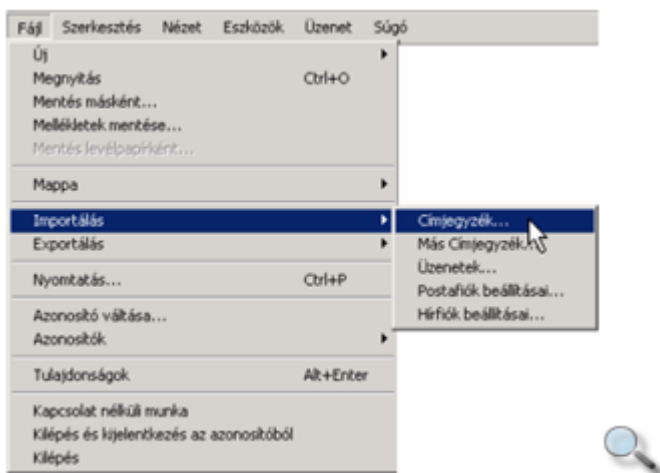 Fájl Szerkesztés Nézet Eszközök Üzenet Súgó
Új
Megnyitás Ctrl+O
Mentés másként...
Mellékletek mentése...
Mentés levélpapírként...
Mappa
Importálás
Exportálás
Nyomtatás... Ctrl+P
Azonosító váltása...
Azonosítók
Tulajdonságok Alt+Enter
Kapcsolat nélküli munka
Kilépés és kijelentkezés az azonosítóból
Kilépés
Címjegyzék...
Más Címjegyzék...
Üzenetek...
Postafiók beállításai...
Hírfiók beállításai...